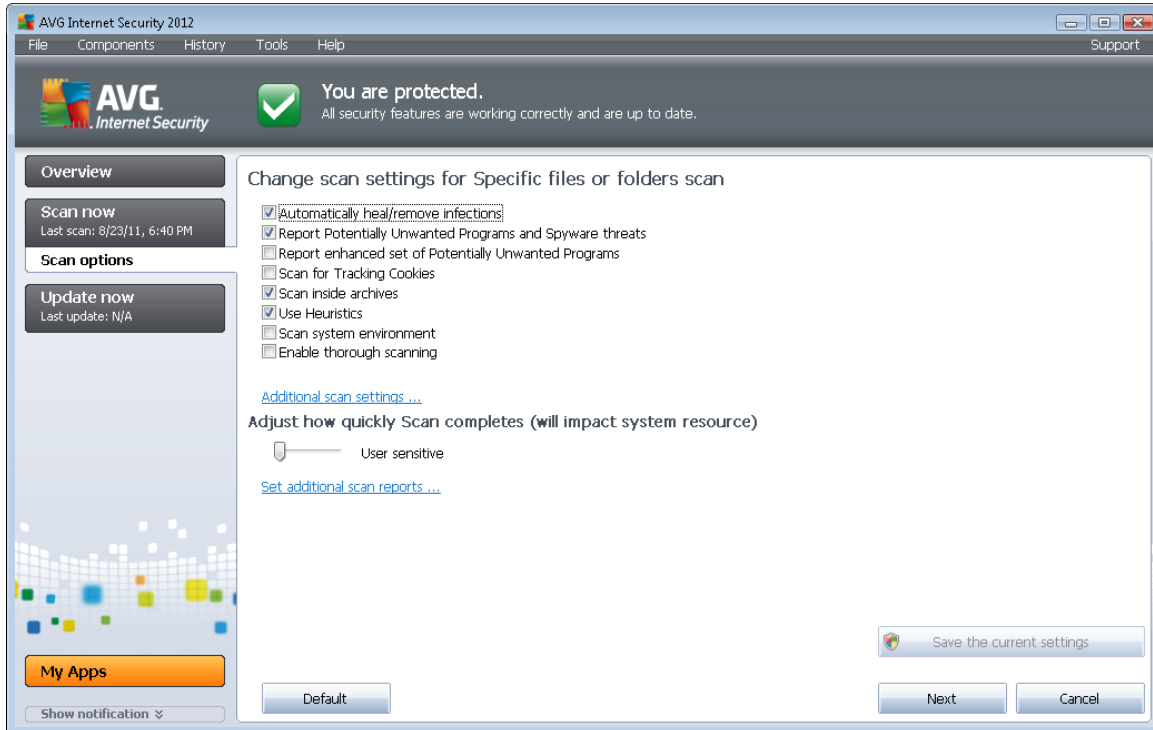 AVG Internet Security 2012
File Components History Tools Help Support
AVG.
Internet Security
You are protected.
All security features are working correctly and are up to date.
Overview
Scan now
Last scan: 8/23/11, 6:40 PM
Scan options
Update now
Last update: N/A
My Apps
Show notification
Change scan settings for Specific files or folders scan
Automatically heal/remove infections
Report Potentially Unwanted Programs and Spyware threats
Report enhanced set of Potentially Unwanted Programs
Scan for Tracking Cookies
Scan inside archives
Use Heuristics
Scan system environment
Enable thorough scanning
Additional scan settings ...
Adjust how quickly Scan completes (will impact system resource)
User sensitive
Set additional scan reports ...
Save the current settings
Default
Next
Cancel